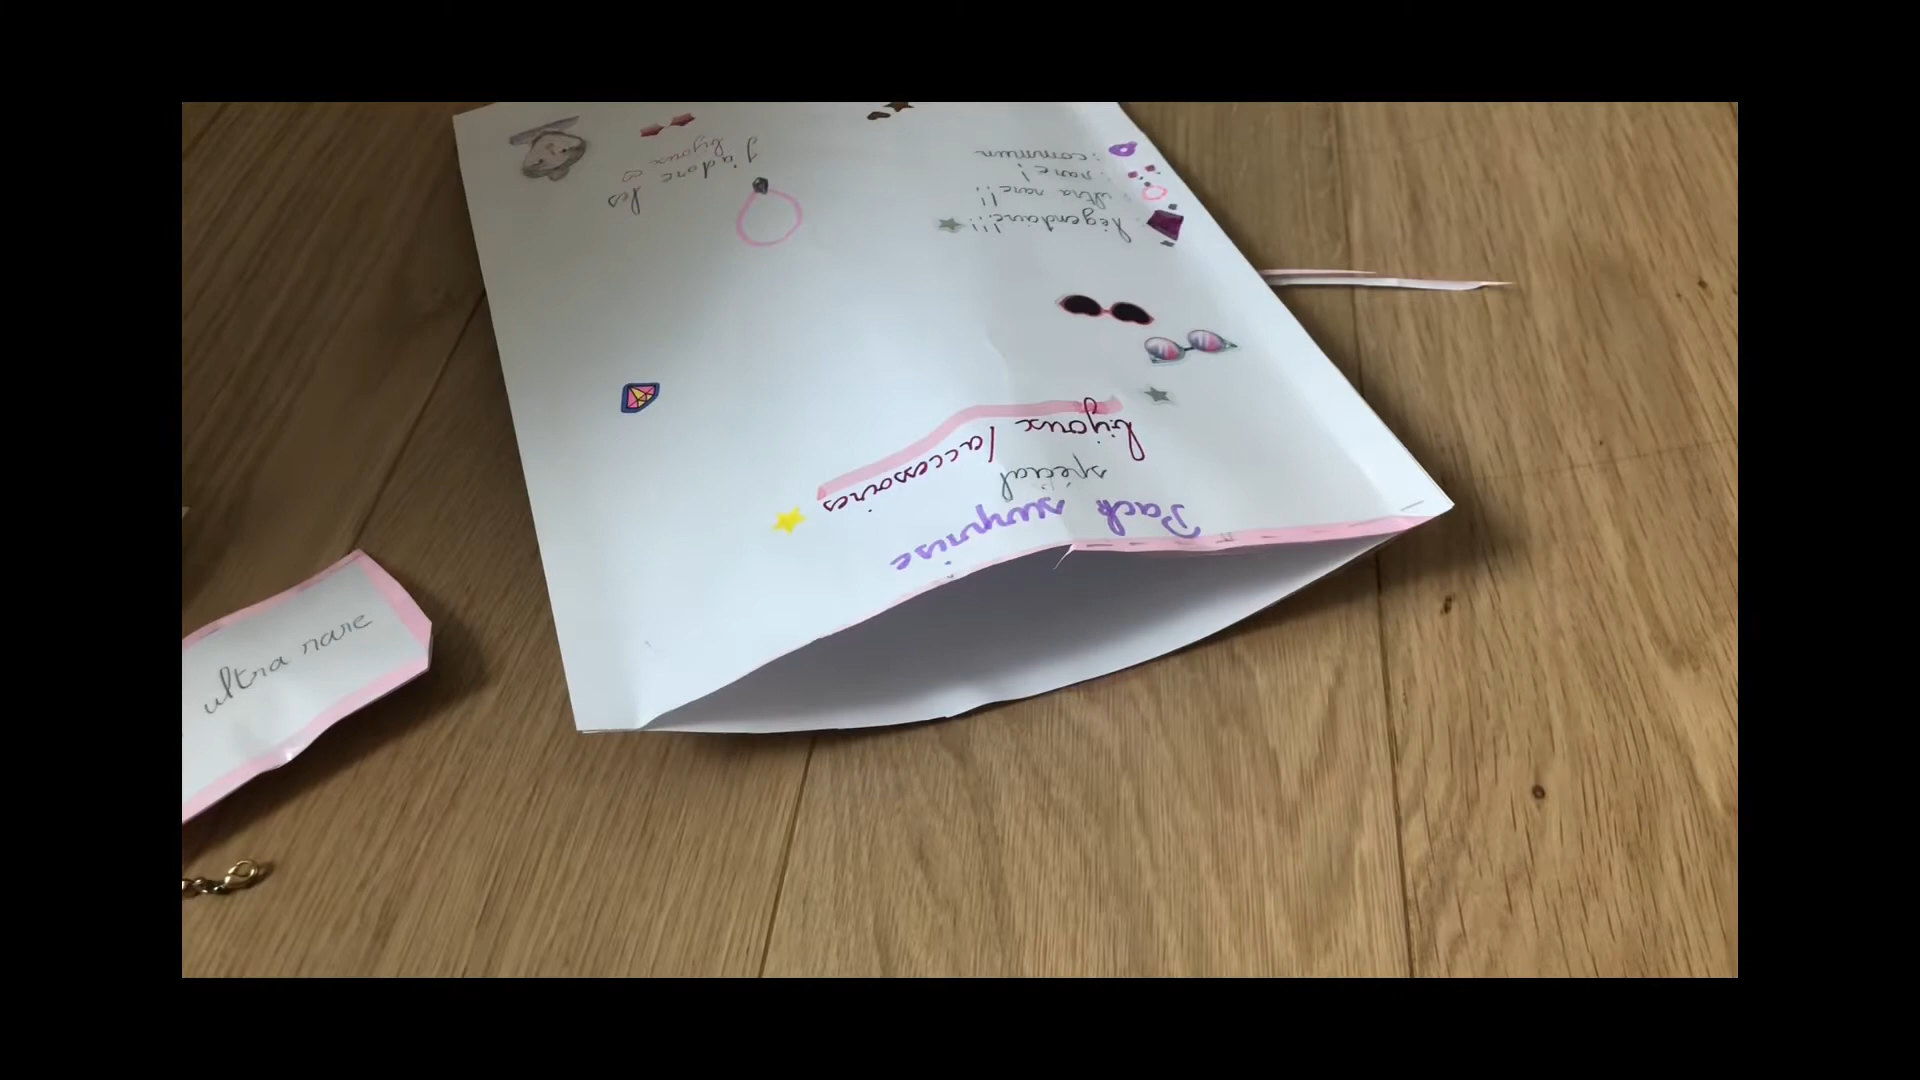 Pack surprise
spécial
bijoux/accessoires
légendaire!!!
: ultra rare!!
: rare!
: commun
J'adore les
bijoux
ultra rare